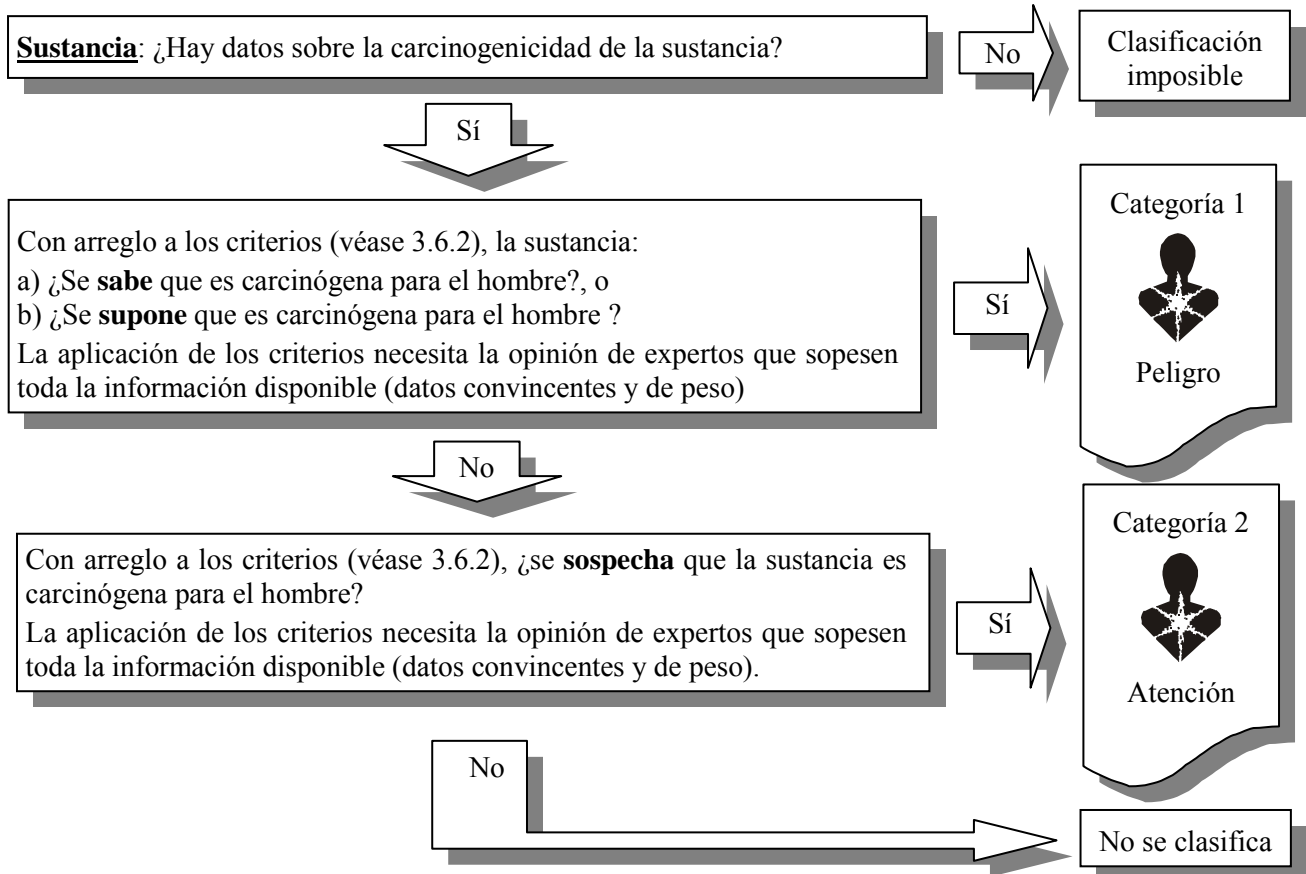 Sustancia: ¿Hay datos sobre la carcinogenicidad de la sustancia?
No
Clasificación
imposible
Sí
Con arreglo a los criterios (véase 3.6.2), la sustancia:
a) ¿Se sabe que es carcinógena para el hombre?, o
b) ¿Se supone que es carcinógena para el hombre ?
La aplicación de los criterios necesita la opinión de expertos que sopesen
toda la información disponible (datos convincentes y de peso)
Sí
Categoría 1
Peligro
No
Con arreglo a los criterios (véase 3.6.2), ¿se sospecha que la sustancia es
carcinógena para el hombre?
La aplicación de los criterios necesita la opinión de expertos que sopesen
toda la información disponible (datos convincentes y de peso).
Sí
Categoría 2
Atención
No
No se clasifica